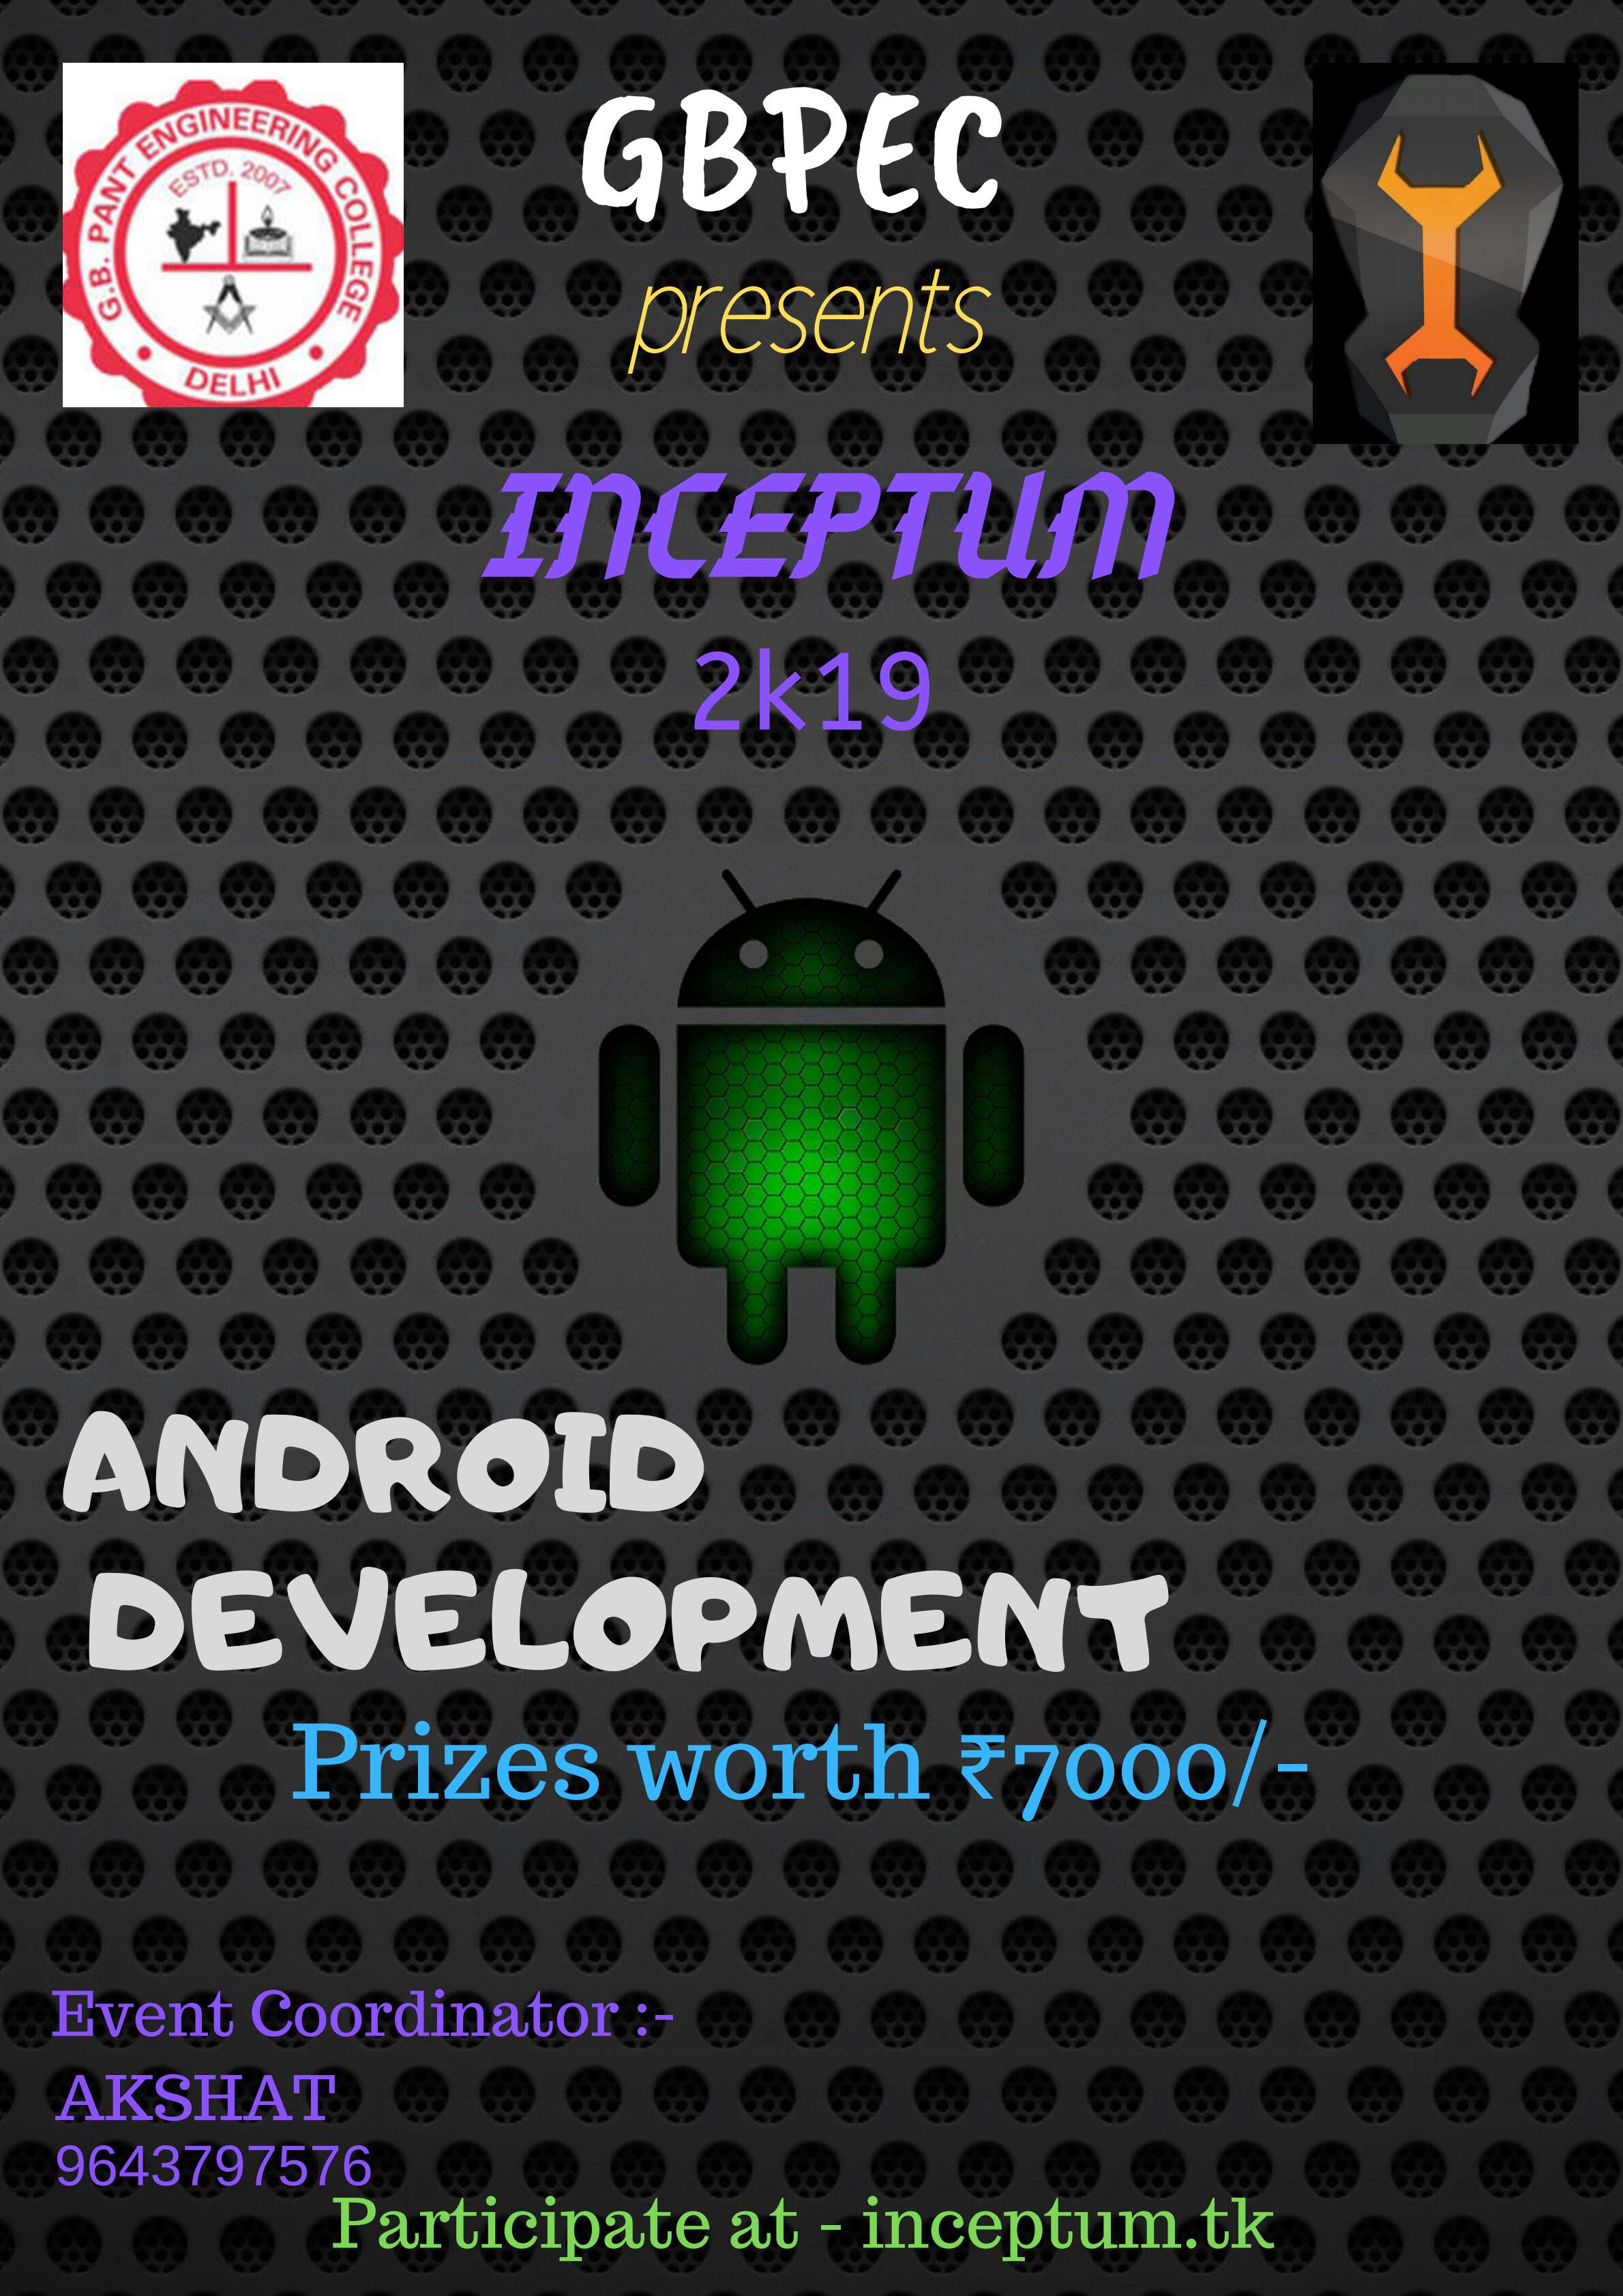 G.B. PANT ENGINEERING COLLEGE
ESTD. 2007
DELHI
GBPEC
presents
INCEPTUM
2k19
ANDROID
DEVELOPMENT
Prizes worth ₹7000/-
Event Coordinator :-
AKSHAT
9643797576
Participate at - inceptum.tk